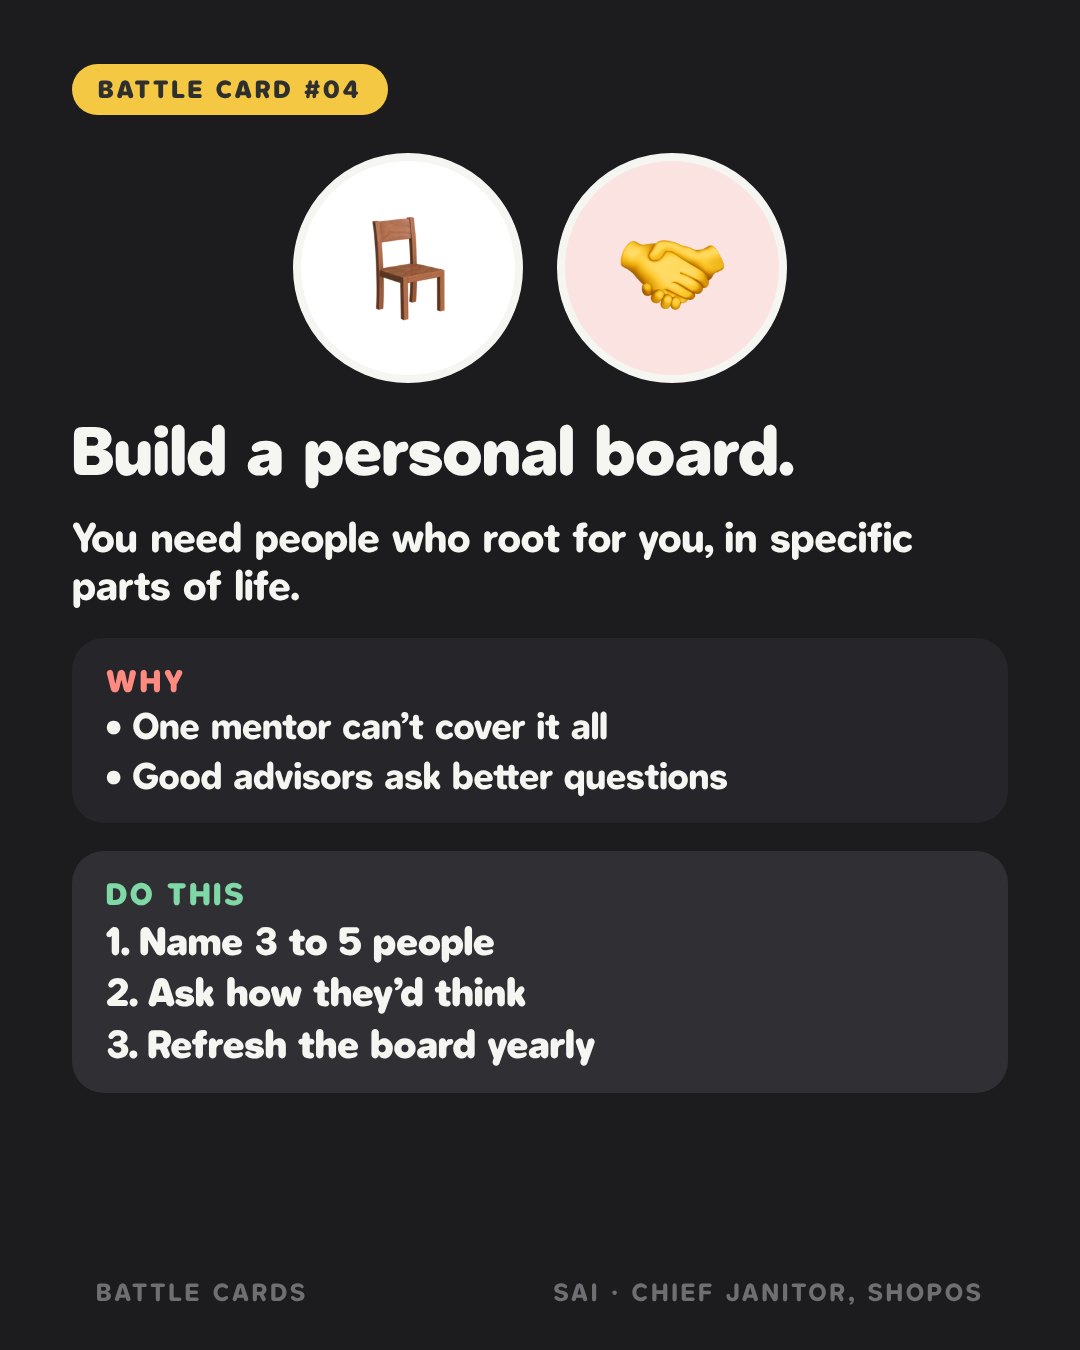 BATTLE CARD #04
Build a personal board.
You need people who root for you, in specific
parts of life.
WHY
• One mentor can’t cover it all
• Good advisors ask better questions
DO THIS
1. Name 3 to 5 people
2. Ask how they’d think
3. Refresh the board yearly
BATTLE CARDS
SAI · CHIEF JANITOR, SHOPOS